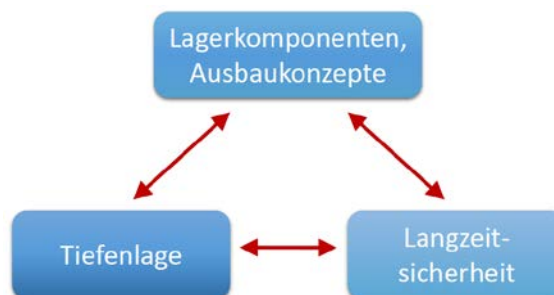 Lagerkomponenten,
Ausbaukonzepte
Tiefenlage
Langzeit-
sicherheit